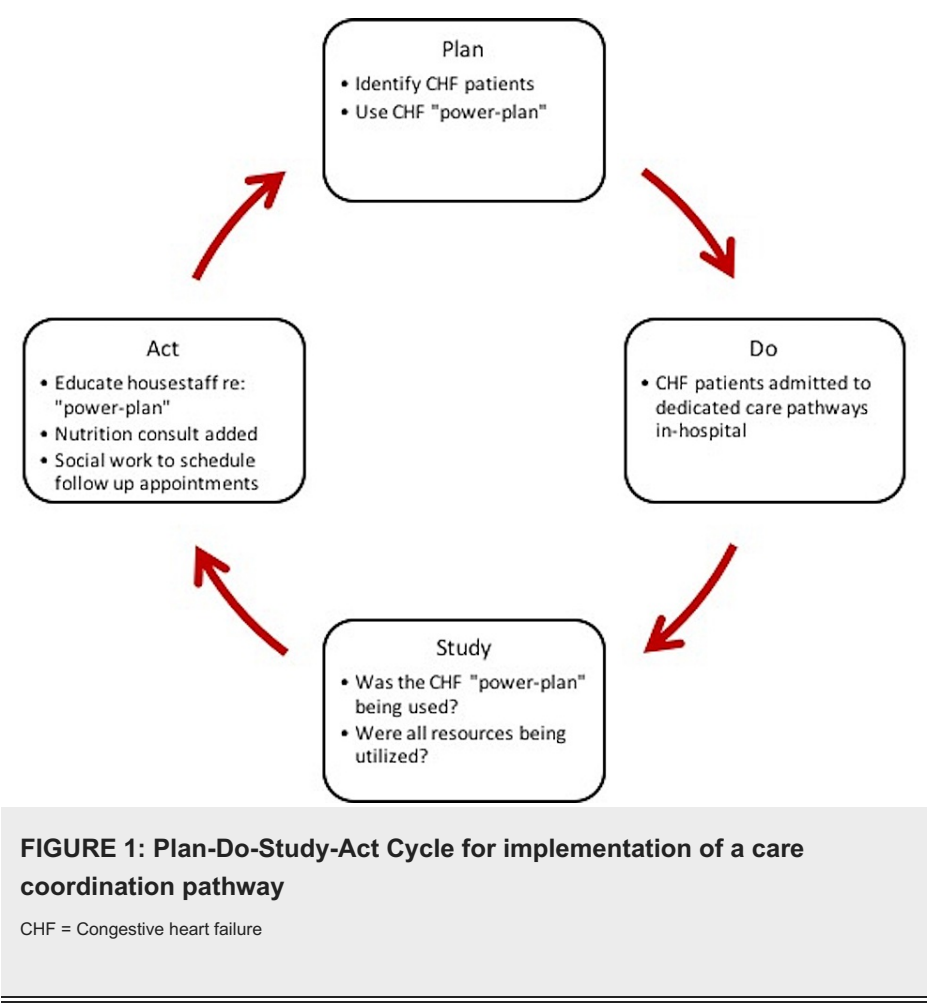 Plan
• Identify CHF patients
• Use CHF "power-plan"
Act
• Educate housestaff re:
"power-plan"
• Nutrition consult added
• Social work to schedule
follow up appointments
Do
• CHF patients admitted to
dedicated care pathways
in-hospital
Study
• Was the CHF "power-plan"
being used?
• Were all resources being
utilized?
FIGURE 1: Plan-Do-Study-Act Cycle for implementation of a care
coordination pathway
CHF = Congestive heart failure